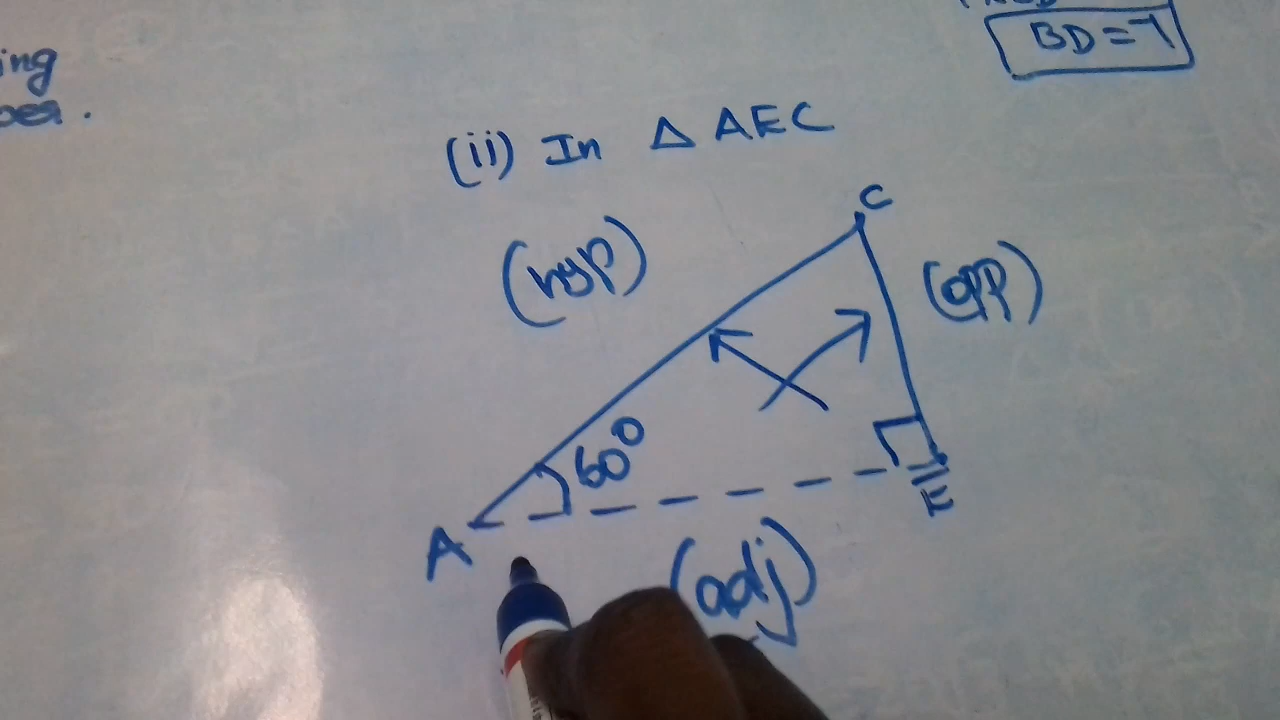 ing
BD=7
(ii) In △ AEC
C
(hyp)
(opp)
60°
A
E
(adj)